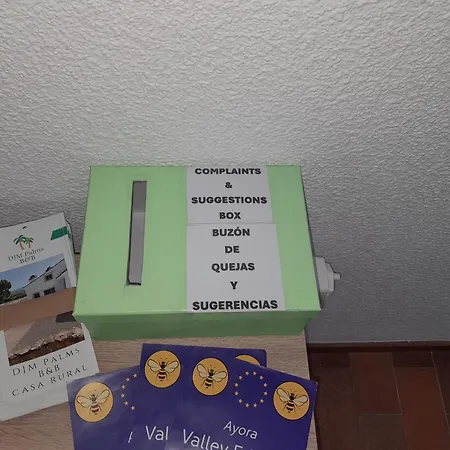 COMPLAINTS
&
SUGGESTIONS
BOX
BUZÓN
DE
QUEJAS
Y
SUGERENCIAS
DJM Palms
B&B
DJM PALMS
B&B
CASA RURAL
Val
Ayora
Valley